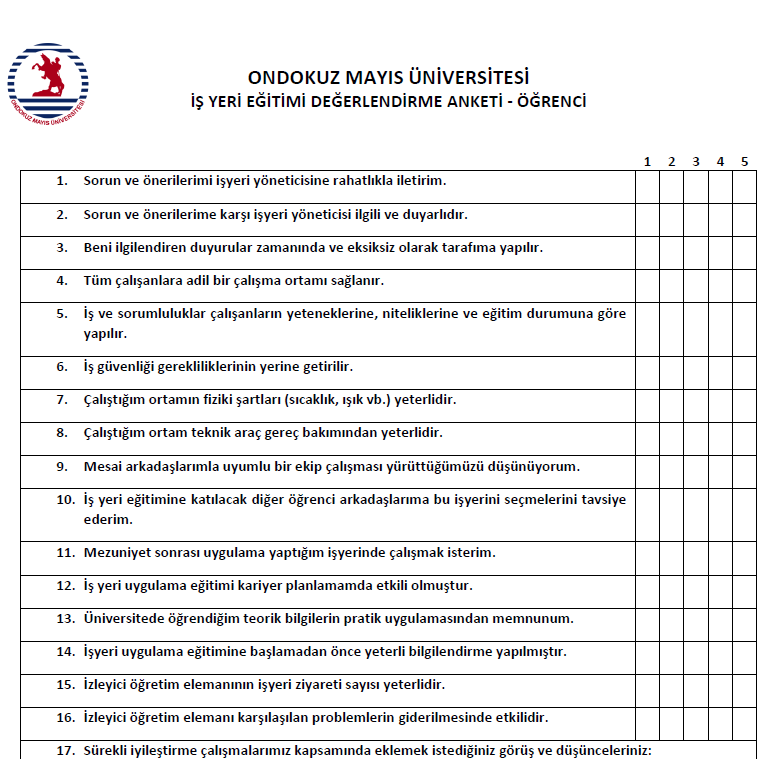 ONDOKUZ MAYIS ÜNİVERSİTESİ
ONDOKUZ MAYIS ÜNİVERSİTESİ
İŞ YERİ EĞİTİMİ DEĞERLENDİRME ANKETİ - ÖĞRENCİ
1 2 3 4 5
1. Sorun ve önerilerimi işyeri yöneticisine rahatlıkla iletirim.
2. Sorun ve önerilerime karşı işyeri yöneticisi ilgili ve duyarlıdır.
3. Beni ilgilendiren duyurular zamanında ve eksiksiz olarak tarafıma yapılır.
4. Tüm çalışanlara adil bir çalışma ortamı sağlanır.
5. İş ve sorumluluklar çalışanların yeteneklerine, niteliklerine ve eğitim durumuna göre
yapılır.
6. İş güvenliği gerekliliklerinin yerine getirilir.
7. Çalıştığım ortamın fiziki şartları (sıcaklık, ışık vb.) yeterlidir.
8. Çalıştığım ortam teknik araç gereç bakımından yeterlidir.
9. Mesai arkadaşlarımla uyumlu bir ekip çalışması yürüttüğümüzü düşünüyorum.
10. İş yeri eğitimine katılacak diğer öğrenci arkadaşlarıma bu işyerini seçmelerini tavsiye
ederim.
11. Mezuniyet sonrası uygulama yaptığım işyerinde çalışmak isterim.
12. İş yeri uygulama eğitimi kariyer planlamamda etkili olmuştur.
13. Üniversitede öğrendiğim teorik bilgilerin pratik uygulamasından memnunum.
14. İşyeri uygulama eğitimine başlamadan önce yeterli bilgilendirme yapılmıştır.
15. İzleyici öğretim elemanının işyeri ziyareti sayısı yeterlidir.
16. İzleyici öğretim elemanı karşılaşılan problemlerin giderilmesinde etkilidir.
17. Sürekli iyileştirme çalışmalarımız kapsamında eklemek istediğiniz görüş ve düşünceleriniz: